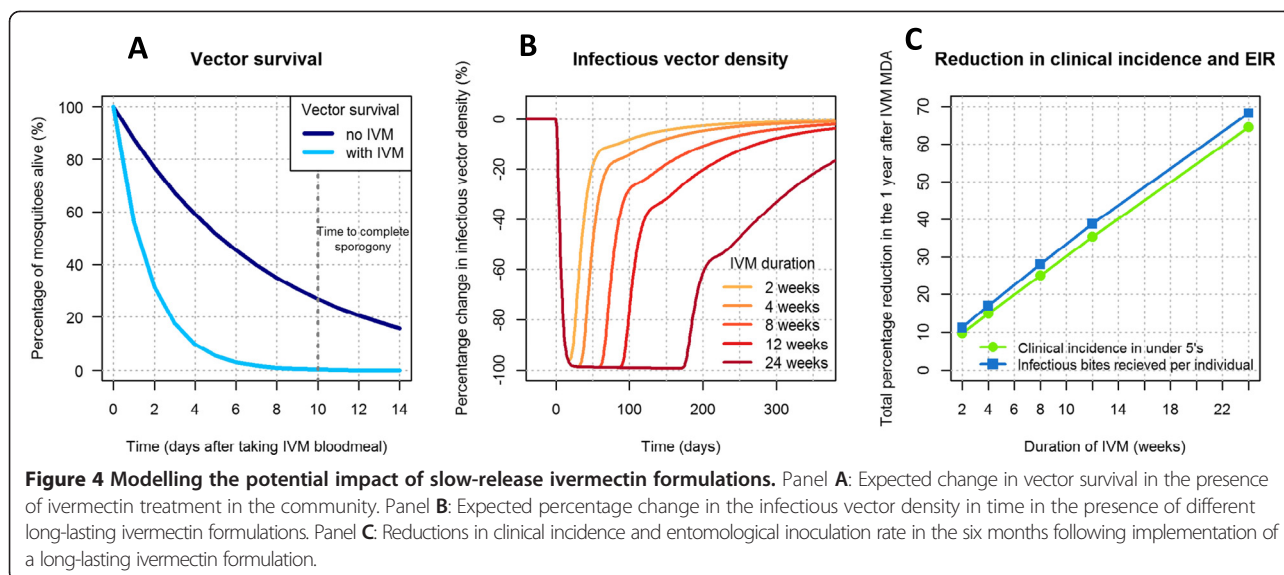 A
Vector survival
Percentage of mosquitoes alive (%)
100
80
60
40
20
0
Vector survival
no IVM
with IVM
Time to complete
sporogony
0 2 4 6 8 10 12 14
Time (days after taking IVM bloodmeal)
B
Infectious vector density
Percentage change in infectious vector density (%)
0
-20
-40
-60
-80
-100
IVM duration
2 weeks
4 weeks
8 weeks
12 weeks
24 weeks
0 100 200 300
Time (days)
C
Reduction in clinical incidence and EIR
Total percentage reduction in the 1 year after IVM MDA
70
60
50
40
30
20
10
0
Clinical incidence in under 5's
Infectious bites recieved per individual
2 4 6 8 10 14 18 22
Duration of IVM (weeks)
Figure 4 Modelling the potential impact of slow-release ivermectin formulations. Panel A: Expected change in vector survival in the presence
of ivermectin treatment in the community. Panel B: Expected percentage change in the infectious vector density in time in the presence of different
long-lasting ivermectin formulations. Panel C: Reductions in clinical incidence and entomological inoculation rate in the six months following implementation of
a long-lasting ivermectin formulation.